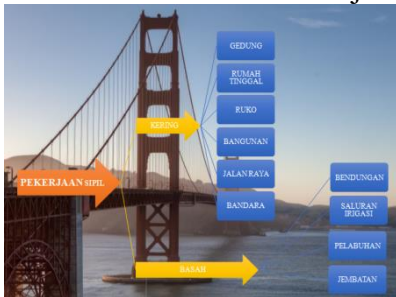 PEKERJAAN SIPIL
KERING
GEDUNG
RUMAH
TINGGAL
RUKO
BANGUNAN
JALAN RAYA
BANDARA
BASAH
BENDUNGAN
SALURAN
IRIGASI
PELABUHAN
JEMBATAN